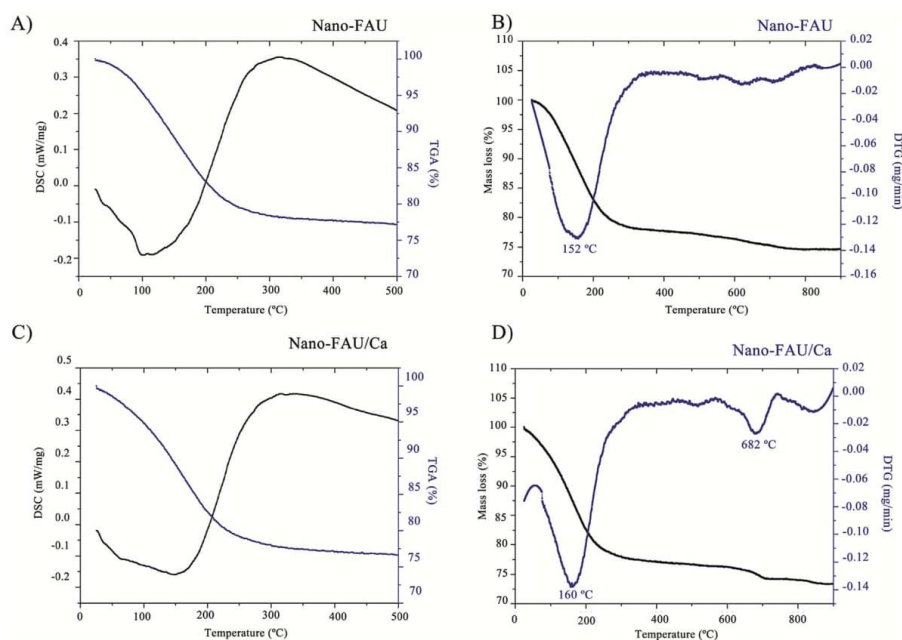 A)
Nano-FAU
0.4
0.3
0.2
0.0
-0.1
-0.2
DSC (mW/mg)
100
95
90
85
80
75
70
TGA (%)
0 100 200 300 400 500
Temperature (ºC)
B)
Nano-FAU
110
105
100
95
90
85
80
75
70
Mass loss (%)
0.02
0.00
-0.02
-0.04
-0.06
-0.08
-0.10
-0.12
-0.14
-0.16
DTG (mg/min)
152 ºC
0 200 400 600 800
Temperature (ºC)
C)
Nano-FAU/Ca
0.5
0.4
0.3
0.2
0.0
-0.1
-0.2
DSC (mW/mg)
100
95
90
85
80
75
70
TGA (%)
0 100 200 300 400 500
Temperature (ºC)
D)
Nano-FAU/Ca
110
105
100
95
90
85
80
75
70
Mass loss (%)
0.02
0.00
-0.02
-0.04
-0.06
-0.08
-0.10
-0.12
-0.14
DTG (mg/min)
682 ºC
160 ºC
0 200 400 600 800
Temperature (ºC)